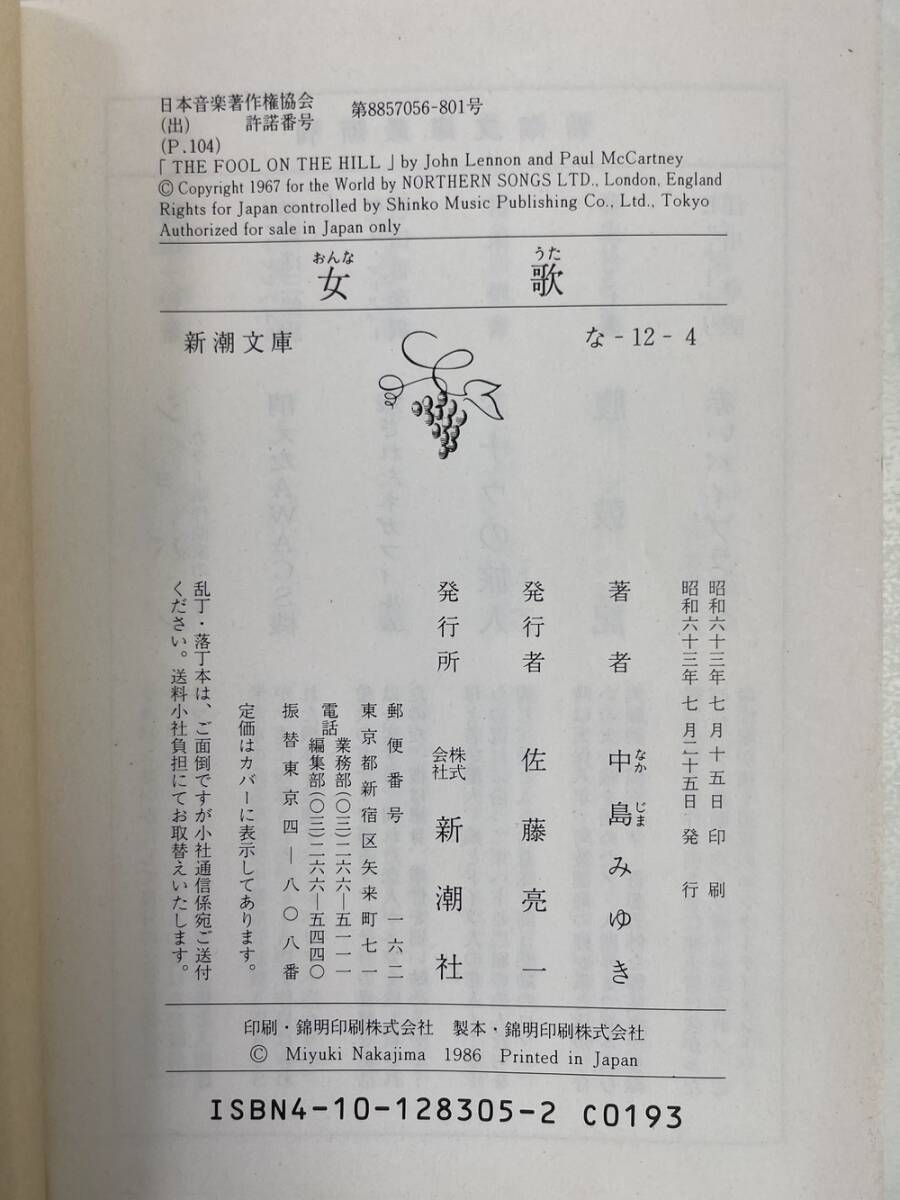 日本音楽著作権協会
(出)　許諾番号　第8857056-801号
(P.104)
「 THE FOOL ON THE HILL 」 by John Lennon and Paul McCartney
© Copyright 1967 for the World by NORTHERN SONGS LTD., London, England
Rights for Japan controlled by Shinko Music Publishing Co., Ltd., Tokyo
Authorized for sale in Japan only
おんな　うた
女　歌
新潮文庫　な - 12 - 4
昭和六十三年 七 月 十 五 日 印 刷
昭和六十三年 七 月二十五日 発 行
著者　中島みゆき
なか じま
発行者　佐藤亮一
発行所　株式会社　新潮社
郵便番号　一六二
東京都新宿区矢来町七一
電話　業務部(〇三)二六六―五一一一
編集部(〇三)二六六―五四四〇
振替東京四―八〇八番
定価はカバーに表示してあります。
乱丁・落丁本は、ご面倒ですが小社通信係宛ご送付
ください。送料小社負担にてお取替えいたします。
印刷・錦明印刷株式会社　製本・錦明印刷株式会社
© Miyuki Nakajima 1986 Printed in Japan
ISBN4-10-128305-2 C0193